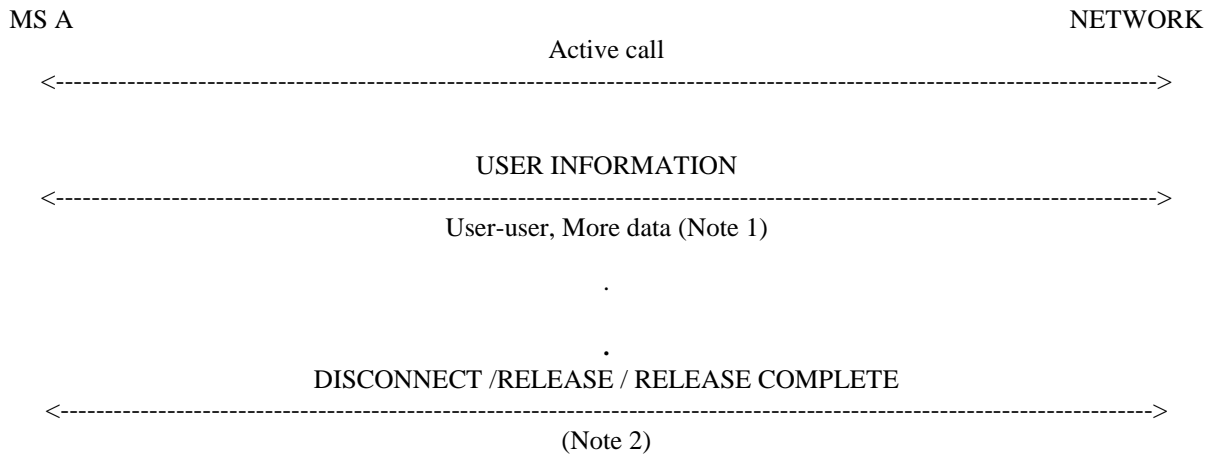 MS A NETWORK
Active call
<-------------------------------------------------------------------------------------------------------------------------->
USER INFORMATION
<-------------------------------------------------------------------------------------------------------------------------->
User-user, More data (Note 1)
.
.
DISCONNECT /RELEASE / RELEASE COMPLETE
<-------------------------------------------------------------------------------------------------------------------------->
(Note 2)